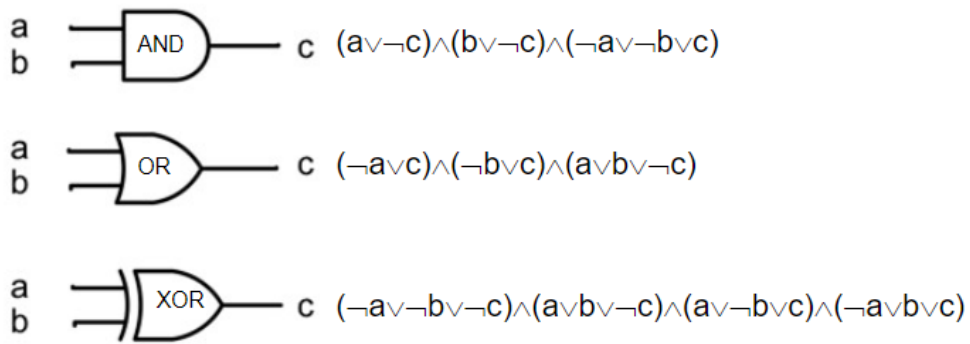 a
b
AND
c (a∨¬c)∧(b∨¬c)∧(¬a∨¬b∨c)
a
b
OR
c (¬a∨c)∧(¬b∨c)∧(a∨b∨¬c)
a
b
XOR
c (¬a∨¬b∨¬c)∧(a∨b∨¬c)∧(a∨¬b∨c)∧(¬a∨b∨c)